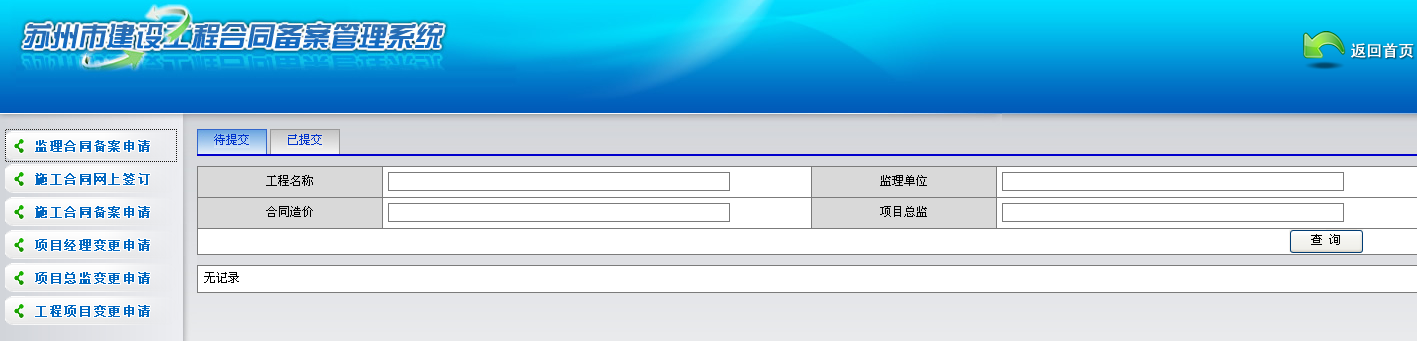 苏州市建设工程合同备案管理系统
返回首页
监理合同备案申请
施工合同网上签订
施工合同备案申请
项目经理变更申请
项目总监变更申请
工程项目变更申请
待提交 已提交
工程名称 监理单位
合同造价 项目总监
查 询
无记录